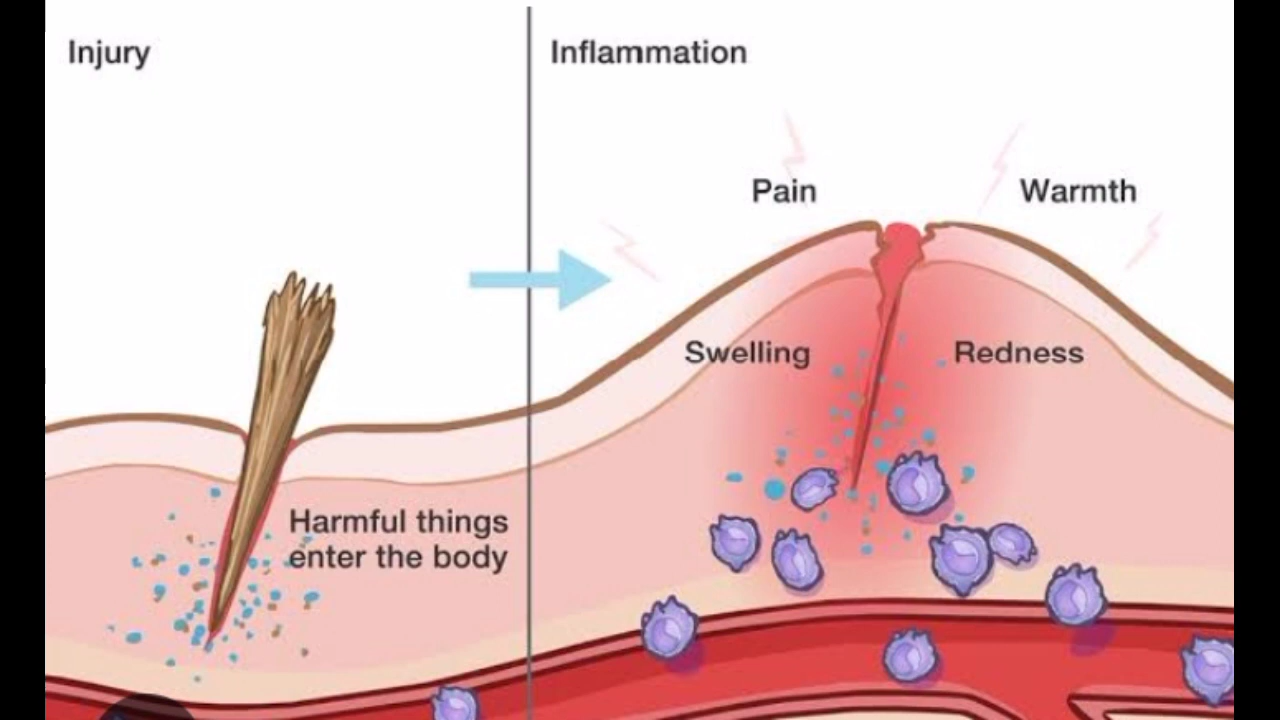 Injury
Inflammation
Pain
Warmth
Swelling
Redness
Harmful things
enter the body